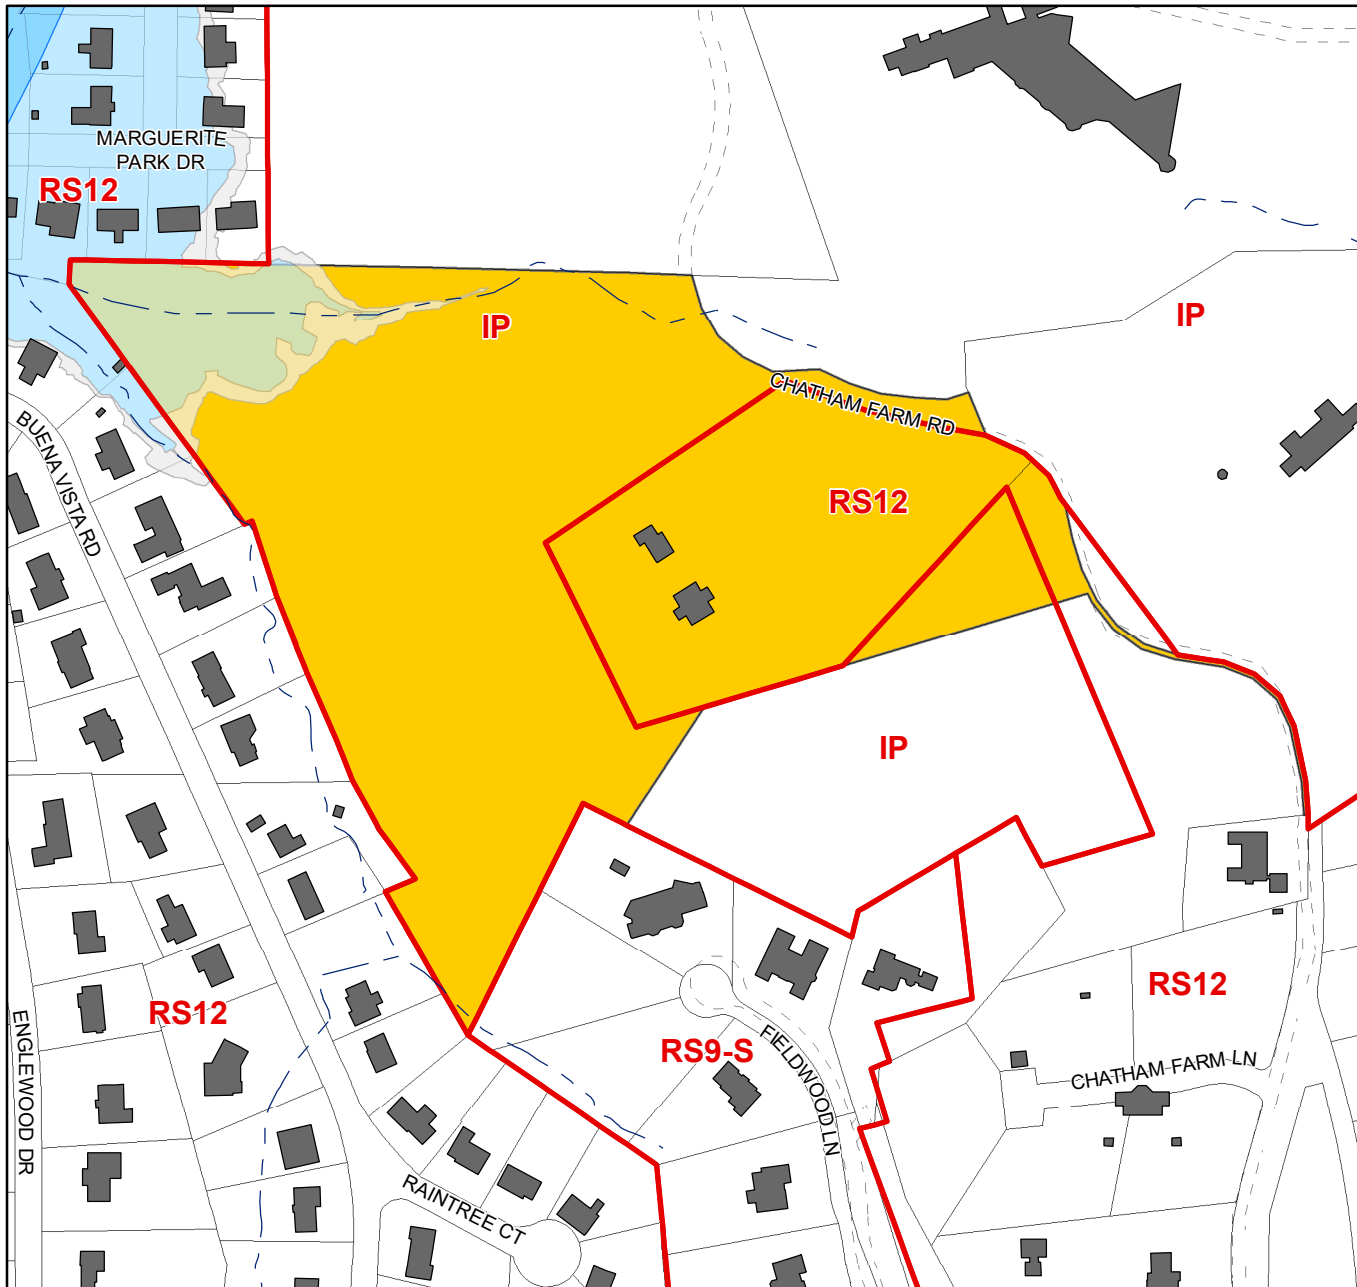 MARGUERITE
PARK DR
RS12
IP
IP
CHATHAM FARM RD
BUENA VISTA RD
RS12
IP
RS12
RS12
ENGLEWOOD DR
RS9-S
FIELDWOOD LN
CHATHAM FARM LN
RAINTREE CT